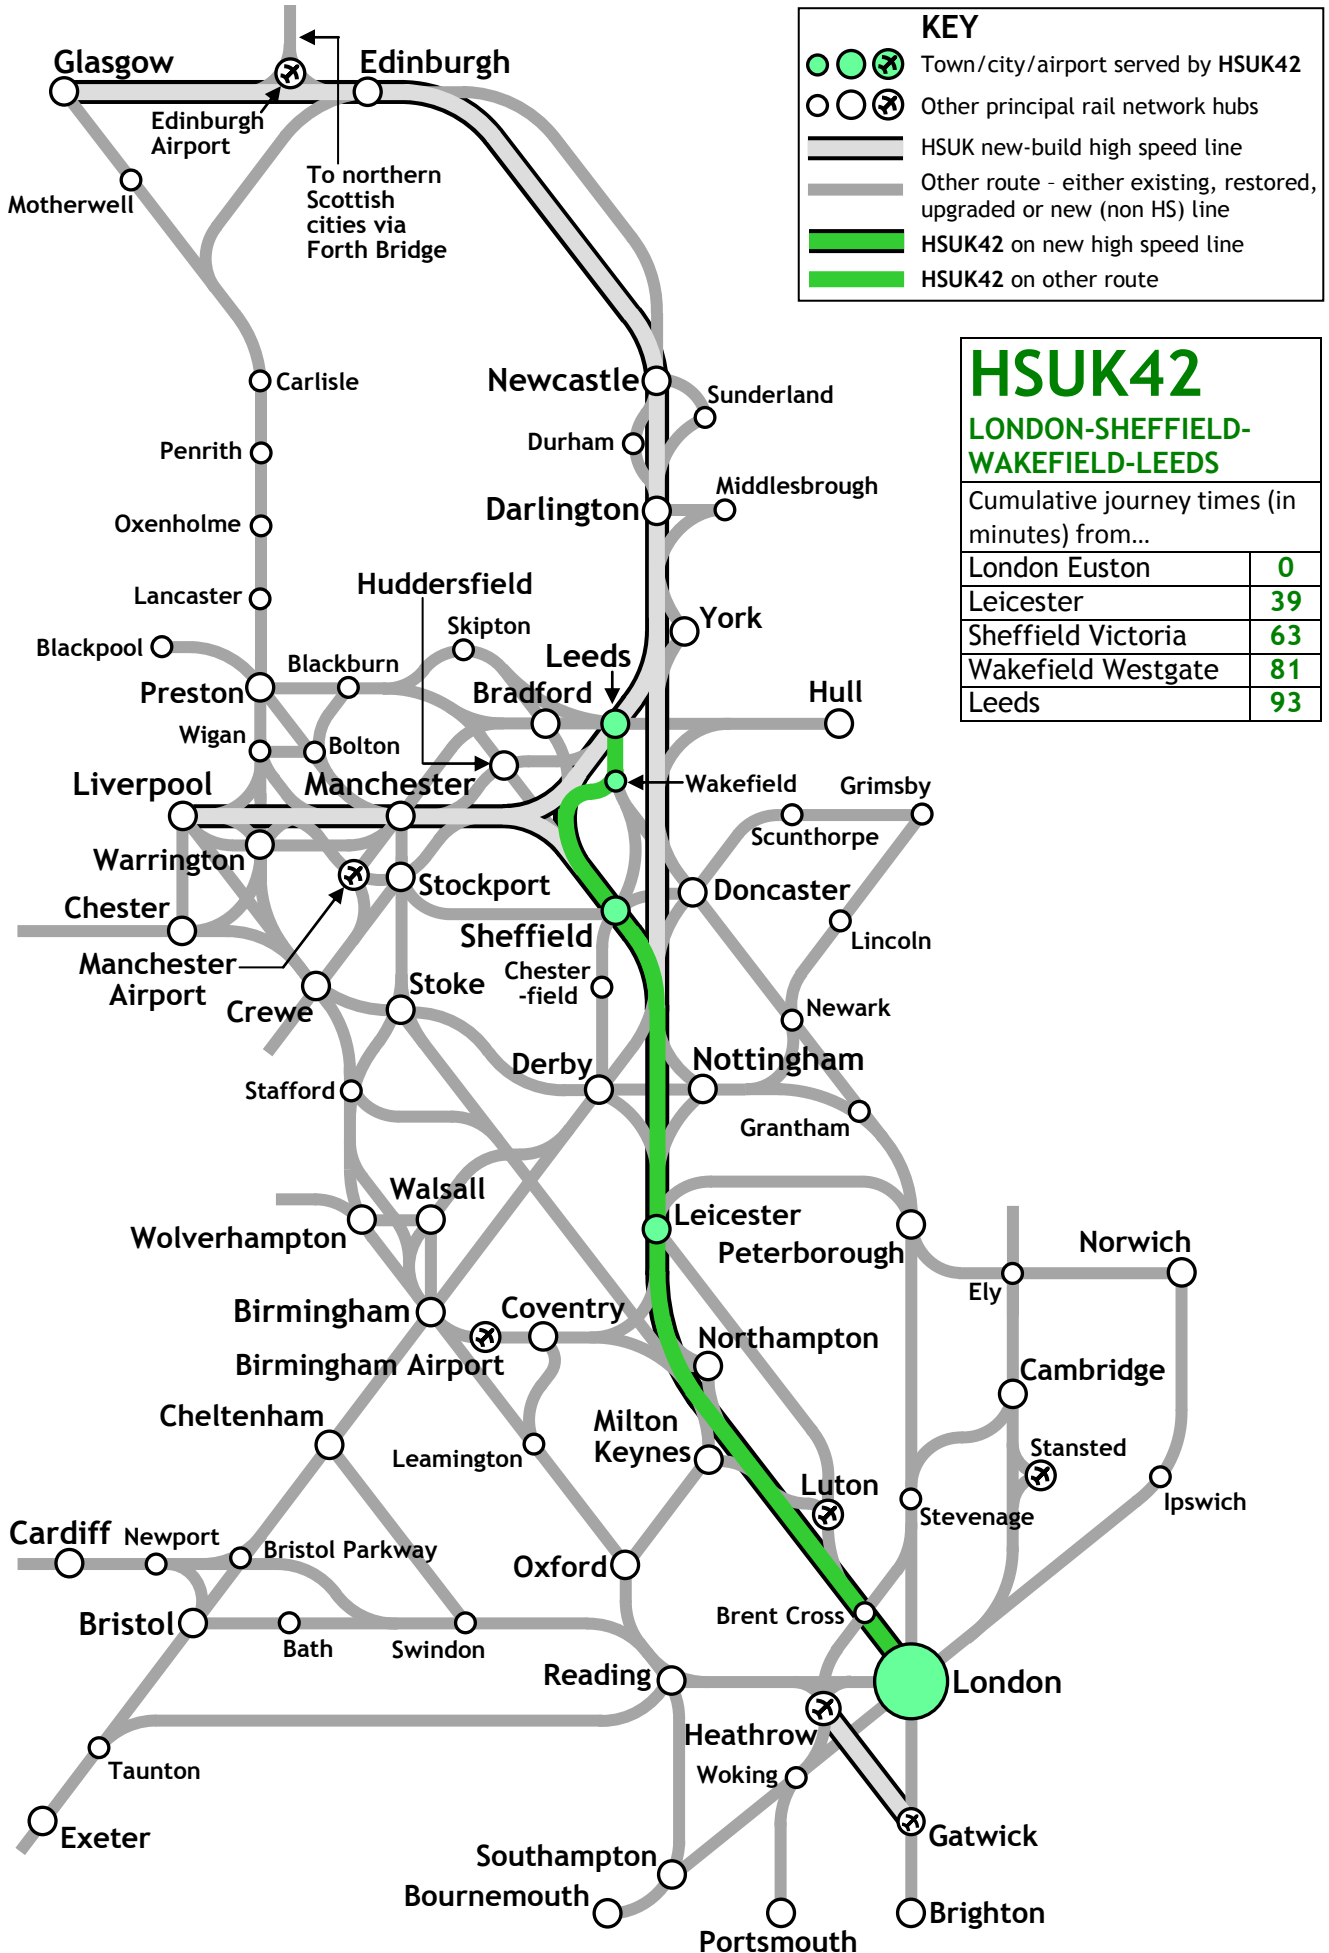 KEY
Town/city/airport served by HSUK42
Other principal rail network hubs
HSUK new-build high speed line
Other route - either existing, restored,
upgraded or new (non HS) line
HSUK42 on new high speed line
HSUK42 on other route
HSUK42
LONDON-SHEFFIELD-
WAKEFIELD-LEEDS
Cumulative journey times (in
minutes) from...
London Euston 0
Leicester 39
Sheffield Victoria 63
Wakefield Westgate 81
Leeds 93
Glasgow
Edinburgh
Edinburgh
Airport
To northern
Scottish
cities via
Forth Bridge
Motherwell
Carlisle
Newcastle
Sunderland
Durham
Penrith
Middlesbrough
Darlington
Oxenholme
Huddersfield
Lancaster
York
Skipton
Blackpool
Blackburn
Leeds
Preston
Bradford
Hull
Wigan
Bolton
Liverpool
Manchester
Wakefield
Grimsby
Scunthorpe
Warrington
Stockport
Doncaster
Chester
Sheffield
Lincoln
Manchester
Airport
Chester
-field
Stoke
Crewe
Newark
Derby
Nottingham
Stafford
Grantham
Walsall
Leicester
Wolverhampton
Peterborough
Norwich
Ely
Birmingham
Coventry
Northampton
Birmingham Airport
Cambridge
Cheltenham
Milton
Keynes
Leamington
Stansted
Luton
Ipswich
Stevenage
Cardiff
Newport
Bristol Parkway
Oxford
Bristol
Bath
Swindon
Brent Cross
Reading
London
Heathrow
Woking
Taunton
Exeter
Gatwick
Southampton
Bournemouth
Brighton
Portsmouth